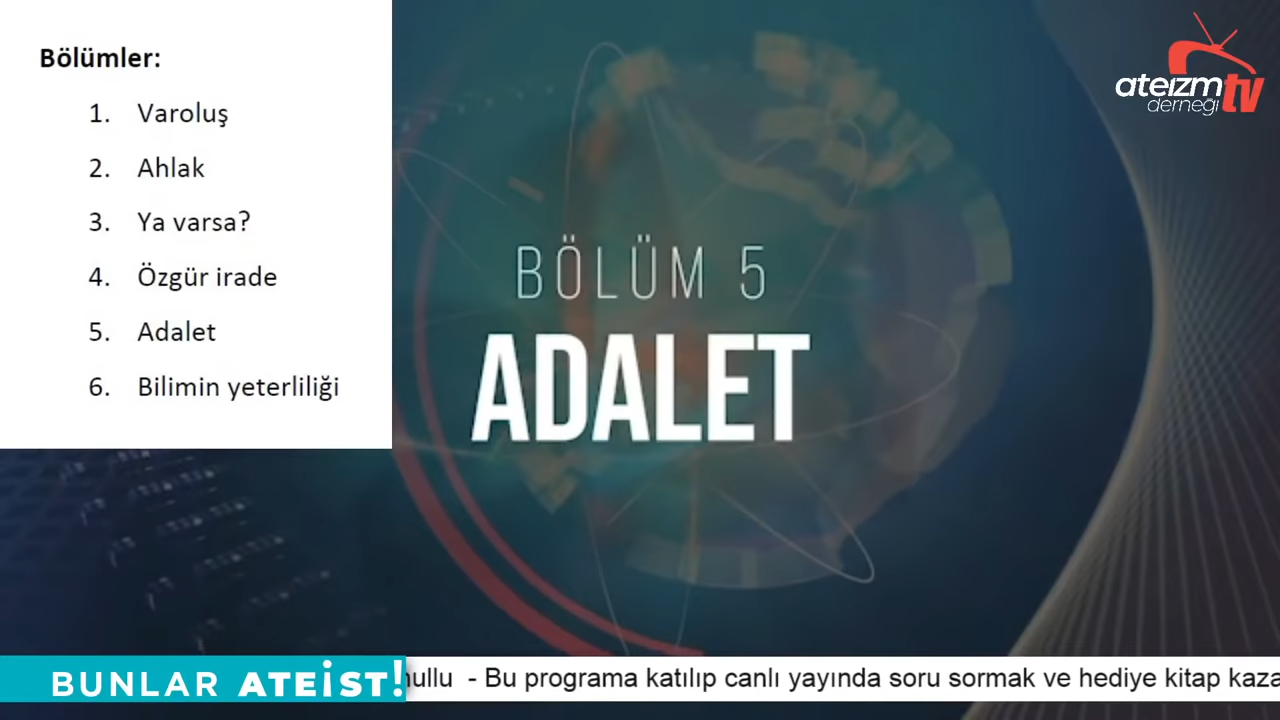 Bölümler:
1. Varoluş
2. Ahlak
3. Ya varsa?
4. Özgür irade
5. Adalet
6. Bilimin yeterliliği
ateizm tv
derneği
BÖLÜM 5
ADALET
BUNLAR ATEİST!
- Bu programa katılıp canlı yayında soru sormak ve hediye kitap